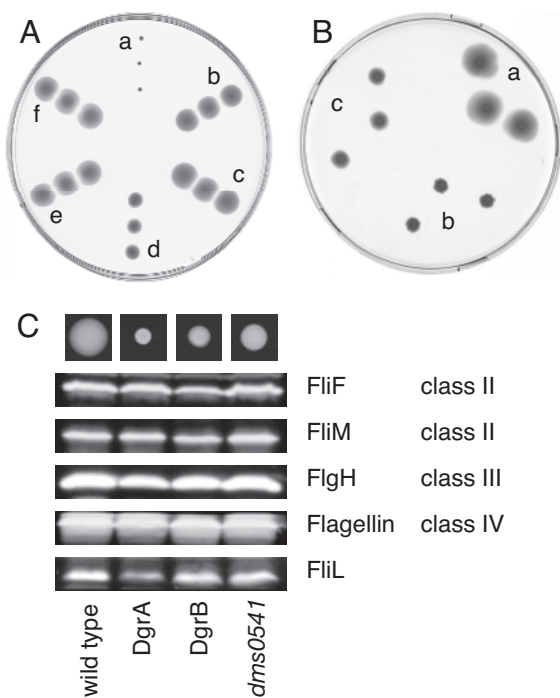 A
a
b
f
c
e
d
B
a
c
b
C
FliF class II
FliM class II
FlgH class III
Flagellin class IV
FliL
wild type
DgrA
DgrB
dms0541